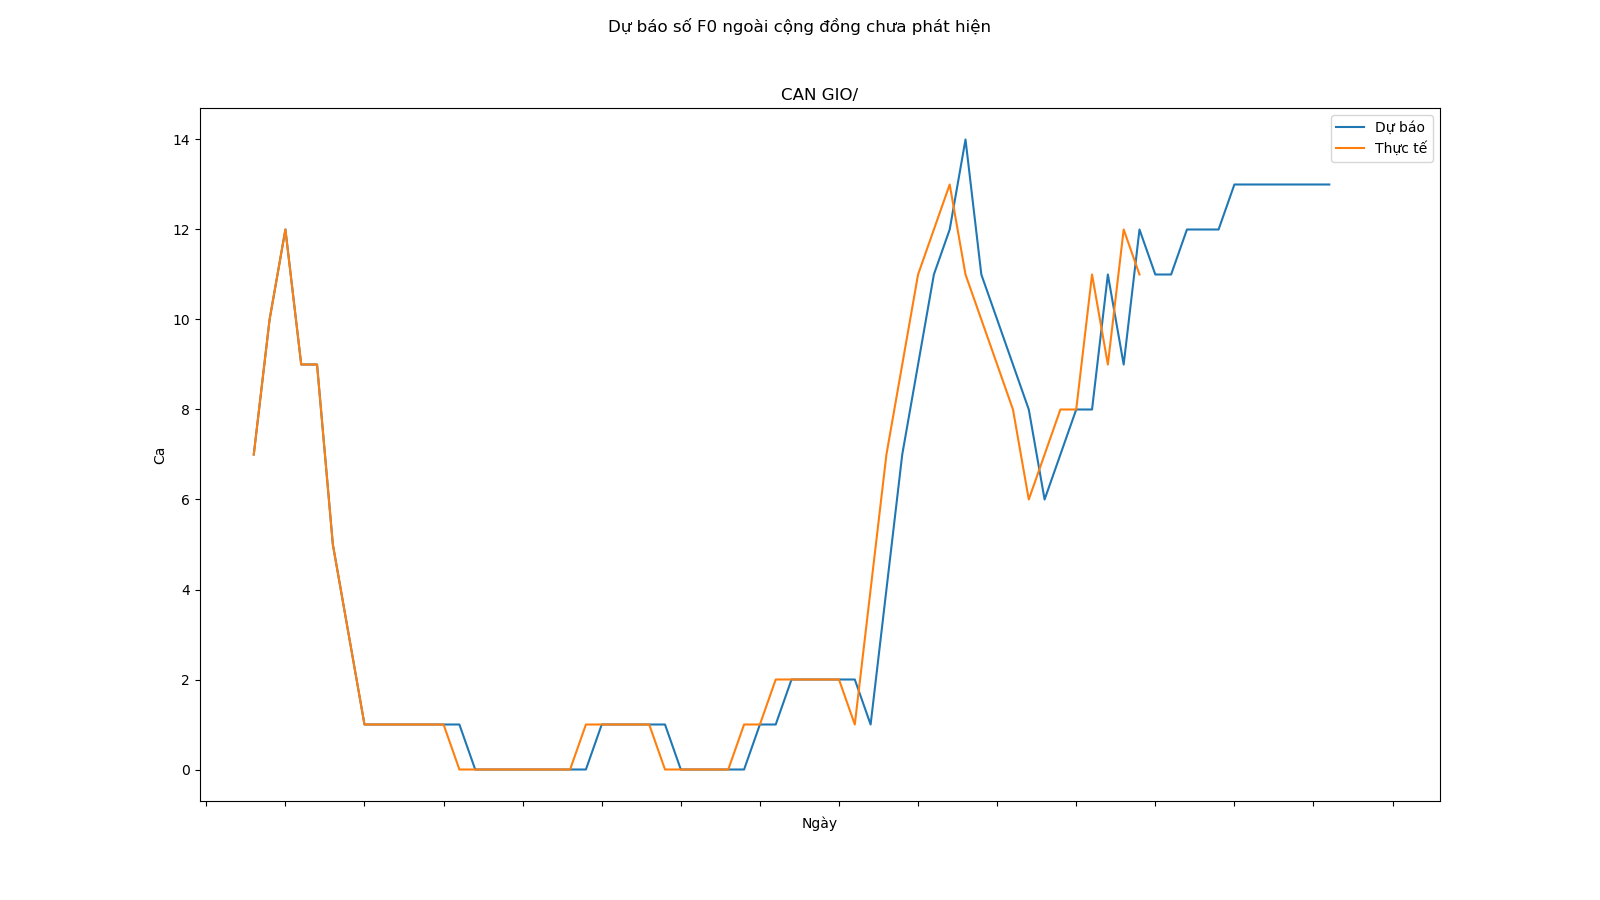 Dự báo số F0 ngoài cộng đồng chưa phát hiện
CAN GIO/
Dự báo
Thực tế
14
12
10
8
6
4
2
0
Ca
Ngày